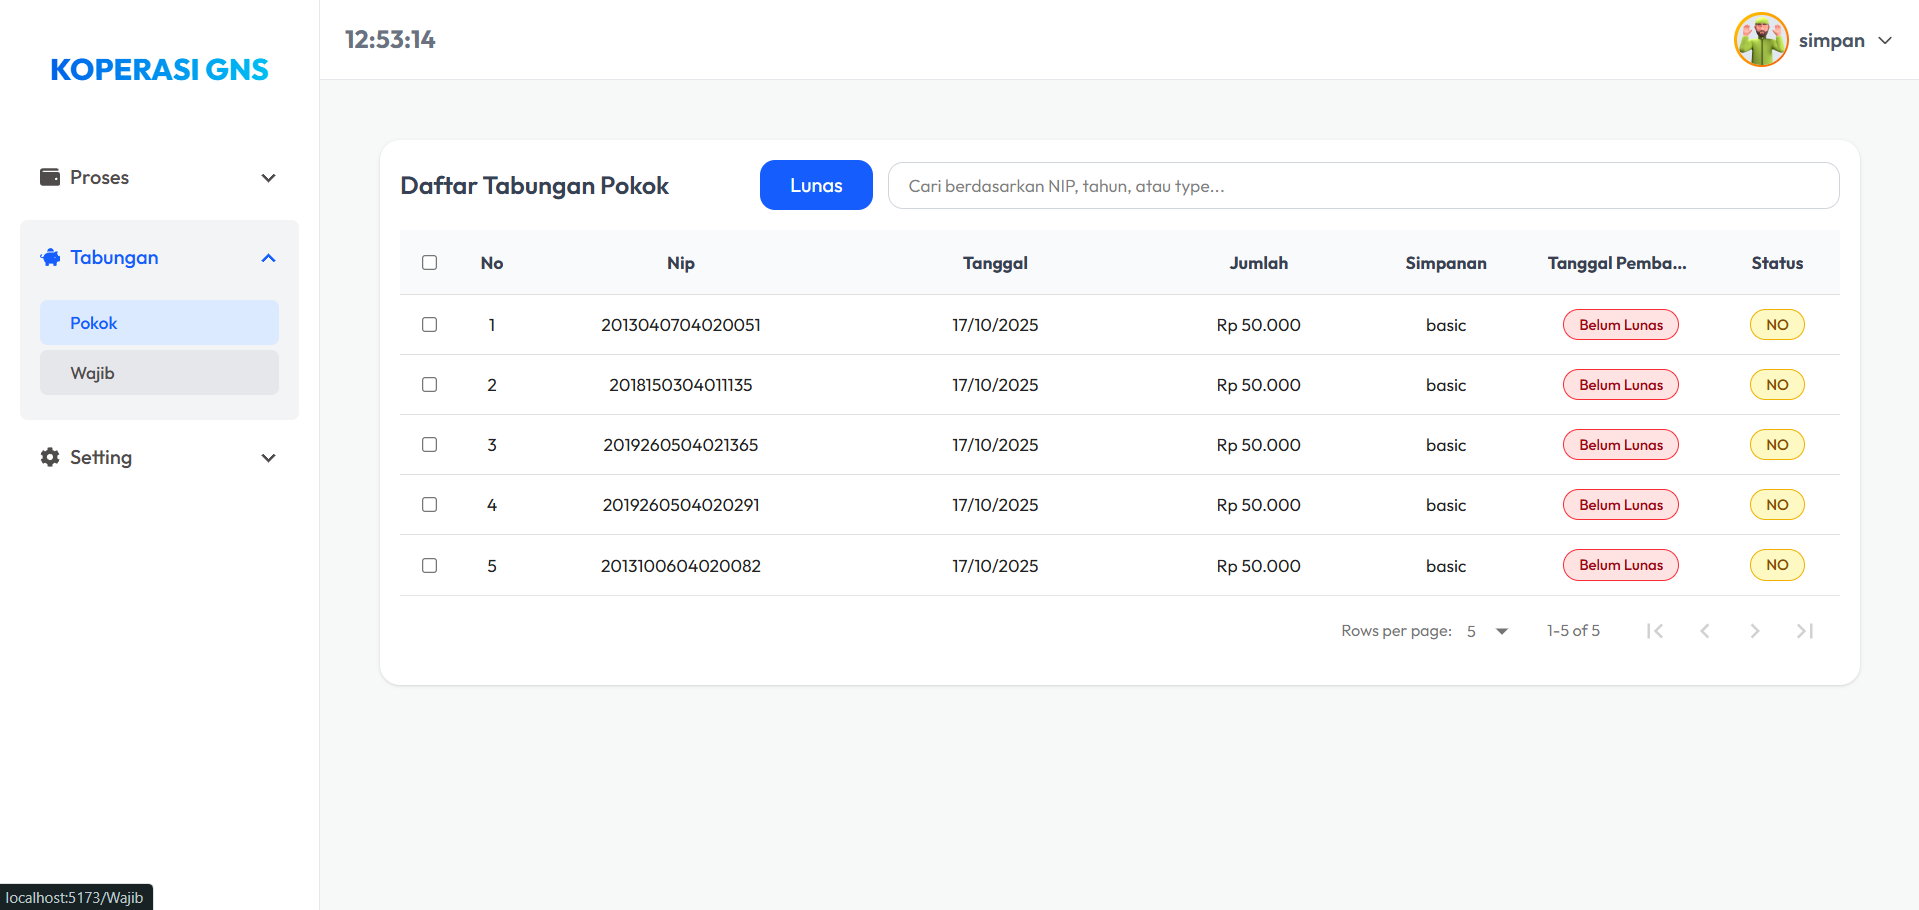 12:53:14
simpan
KOPERASI GNS
Proses
Tabungan
Pokok
Wajib
Setting
Daftar Tabungan Pokok
Lunas
Cari berdasarkan NIP, tahun, atau type...
No Nip Tanggal Jumlah Simpanan Tanggal Pemba... Status
1 2013040704020051 17/10/2025 Rp 50.000 basic Belum Lunas NO
2 2018150304011135 17/10/2025 Rp 50.000 basic Belum Lunas NO
3 2019260504021365 17/10/2025 Rp 50.000 basic Belum Lunas NO
4 2019260504020291 17/10/2025 Rp 50.000 basic Belum Lunas NO
5 2013100604020082 17/10/2025 Rp 50.000 basic Belum Lunas NO
Rows per page: 5 1-5 of 5
localhost:5173/Wajib